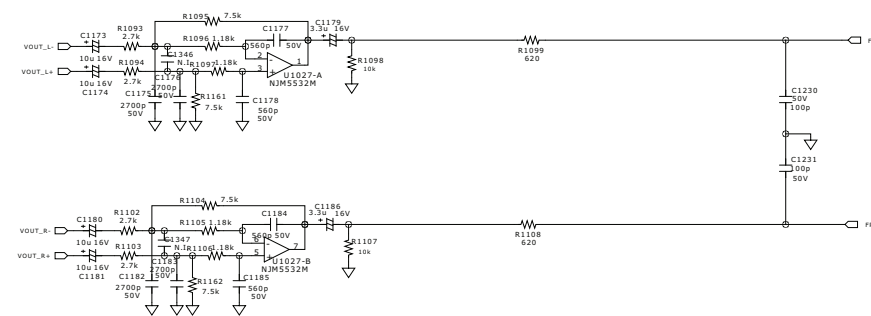 R1095 7.5k
C1173
R1093
2.7k
R1096 1.18k
C1177
C1179
3.3u 16V
VOUT_L-
10u 16V
C1346
N.I.
560p 50V
R1094
2.7k
R1097 1.18k
2
3
1
U1027-A
NJM5532M
VOUT_L+
10u 16V
C1174
C1175
2700p
50V
C1176
2700p
50V
R1161
7.5k
C1178
560p
50V
R1098
10k
R1099
620
C1230
50V
100p
C1231
100p
50V
R1104 7.5k
C1180
R1102
2.7k
R1105 1.18k
C1184
C1186
3.3u 16V
VOUT_R-
10u 16V
C1347
N.I.
560p 50V
R1103
2.7k
R1106 1.18k
6
5
7
U1027-B
NJM5532M
VOUT_R+
10u 16V
C1181
C1182
2700p
50V
C1183
2700p
50V
R1162
7.5k
C1185
560p
50V
R1107
10k
R1108
620